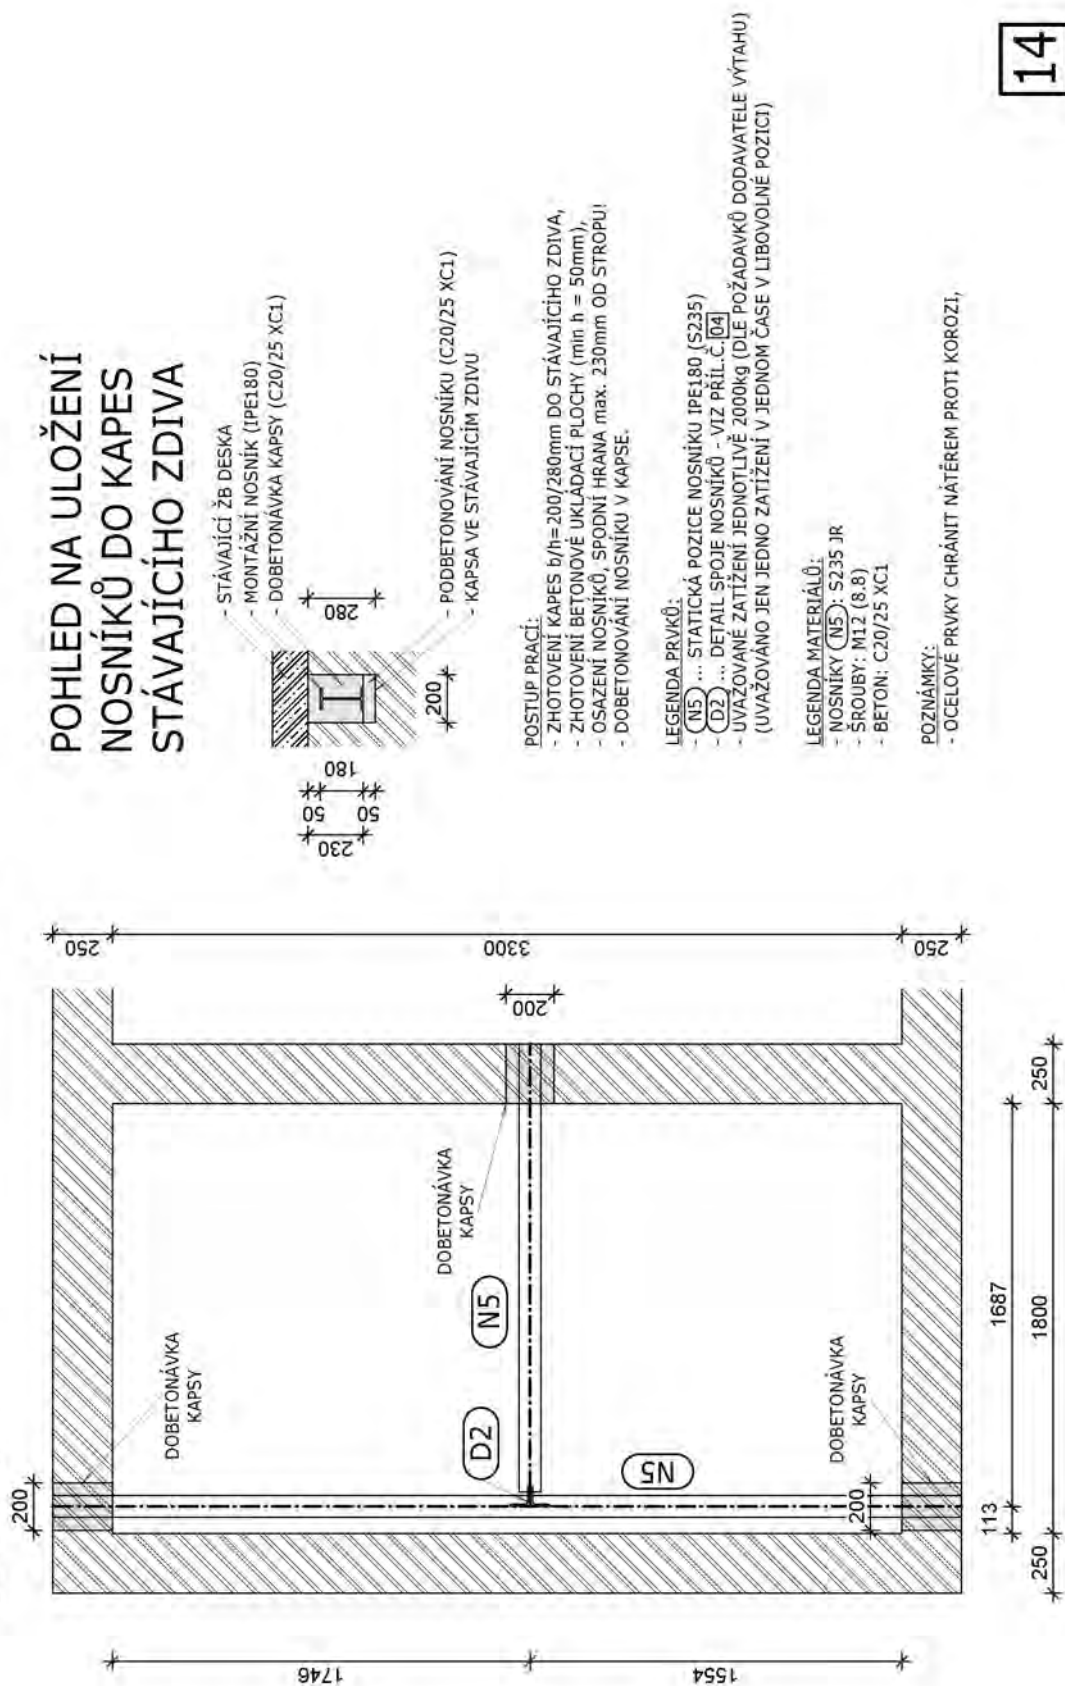 POHLED NA ULOŽENÍ
NOSNÍKŮ DO KAPES
STÁVAJÍCÍHO ZDIVA
- STÁVAJÍCÍ ŽB DESKA
- MONTÁŽNÍ NOSNÍK (IPE180)
- DOBETONÁVKA KAPSY (C20/25 XC1)
280
200
180
50
50
230
- PODBETONOVÁNÍ NOSNÍKU (C20/25 XC1)
- KAPSA VE STÁVAJÍCÍM ZDIVU
POSTUP PRACÍ:
- ZHOTOVENÍ KAPES b/h=200/280mm DO STÁVAJÍCÍHO ZDIVA,
- ZHOTOVENÍ BETONOVÉ UKLÁDACÍ PLOCHY (min h = 50mm),
- OSAZENÍ NOSNÍKŮ, SPODNÍ HRANA max. 230mm OD STROPU!
- DOBETONOVÁNÍ NOSNÍKU V KAPSE.
LEGENDA PRVKŮ:
- N5 ... STATICKÁ POZICE NOSNÍKU IPE180 (S235)
- D2 ... DETAIL SPOJE NOSNÍKŮ - VIZ PŘÍL.Č. 04
- UVAŽOVANÉ ZATÍŽENÍ JEDNOTLIVĚ 2000kg (DLE POŽADAVKŮ DODAVATELE VÝTAHU)
(UVAŽOVÁNO JEN JEDNO ZATÍŽENÍ V JEDNOM ČASE V LIBOVOLNÉ POZICI)
LEGENDA MATERIÁLŮ:
- NOSNÍKY N5: S235 JR
- ŠROUBY: M12 (8.8)
- BETON: C20/25 XC1
POZNÁMKY:
- OCELOVÉ PRVKY CHRÁNIT NÁTĚREM PROTI KOROZI,
14
200
DOBETONÁVKA
KAPSY
D2
N5
DOBETONÁVKA
KAPSY
200
N5
DOBETONÁVKA
KAPSY
200
250
3300
250
1746
1554
113
1687
250
1800
250